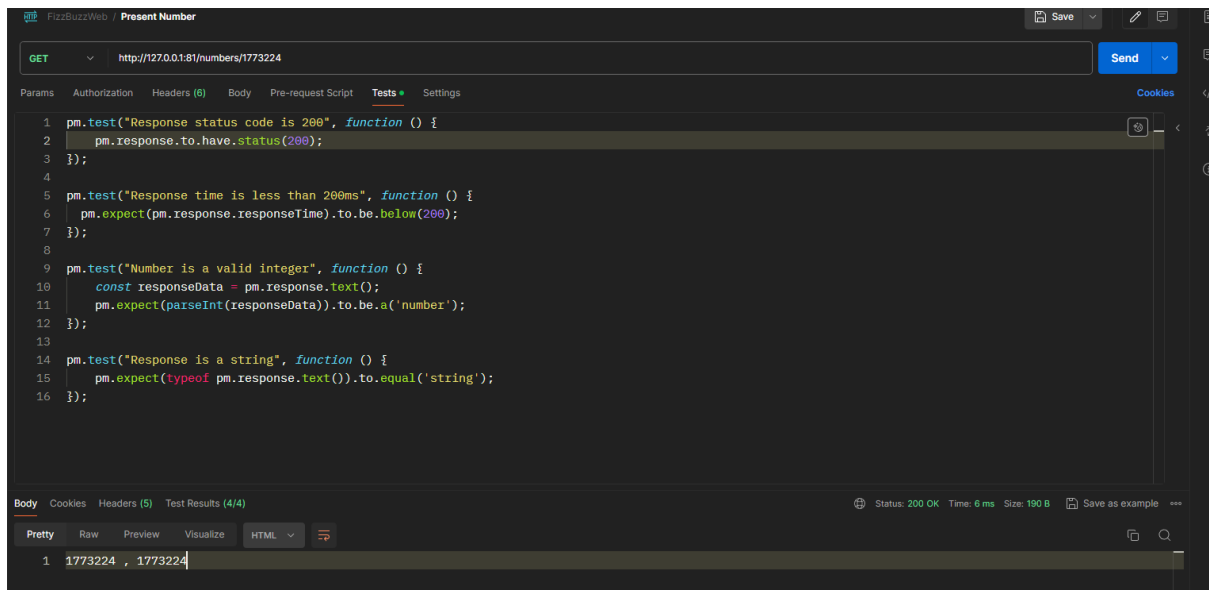 HTTP FizzBuzzWeb / Present Number Save
GET http://127.0.0.1:81/numbers/1773224 Send
Params Authorization Headers (6) Body Pre-request Script Tests Settings Cookies
1 pm.test("Response status code is 200", function () {
2 pm.response.to.have.status(200);
3 });
4
5 pm.test("Response time is less than 200ms", function () {
6 pm.expect(pm.response.responseTime).to.be.below(200);
7 });
8
9 pm.test("Number is a valid integer", function () {
10 const responseData = pm.response.text();
11 pm.expect(parseInt(responseData)).to.be.a('number');
12 });
13
14 pm.test("Response is a string", function () {
15 pm.expect(typeof pm.response.text()).to.equal('string');
16 });
Body Cookies Headers (5) Test Results (4/4) Status: 200 OK Time: 6 ms Size: 190 B Save as example
Pretty Raw Preview Visualize HTML
1 1773224 , 1773224